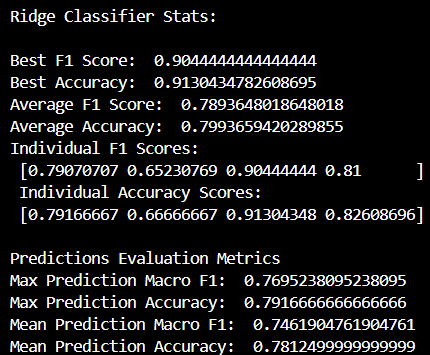 Ridge Classifier Stats:
Best F1 Score:  0.9044444444444444
Best Accuracy:  0.9130434782608695
Average F1 Score:  0.7893648018648018
Average Accuracy:  0.7993659420289855
Individual F1 Scores:
[0.79070707 0.65230769 0.90444444 0.81      ]
Individual Accuracy Scores:
[0.79166667 0.66666667 0.91304348 0.82608696]
Predictions Evaluation Metrics
Max Prediction Macro F1:  0.7695238095238095
Max Prediction Accuracy:  0.7916666666666666
Mean Prediction Macro F1:  0.7461904761904761
Mean Prediction Accuracy:  0.7812499999999999